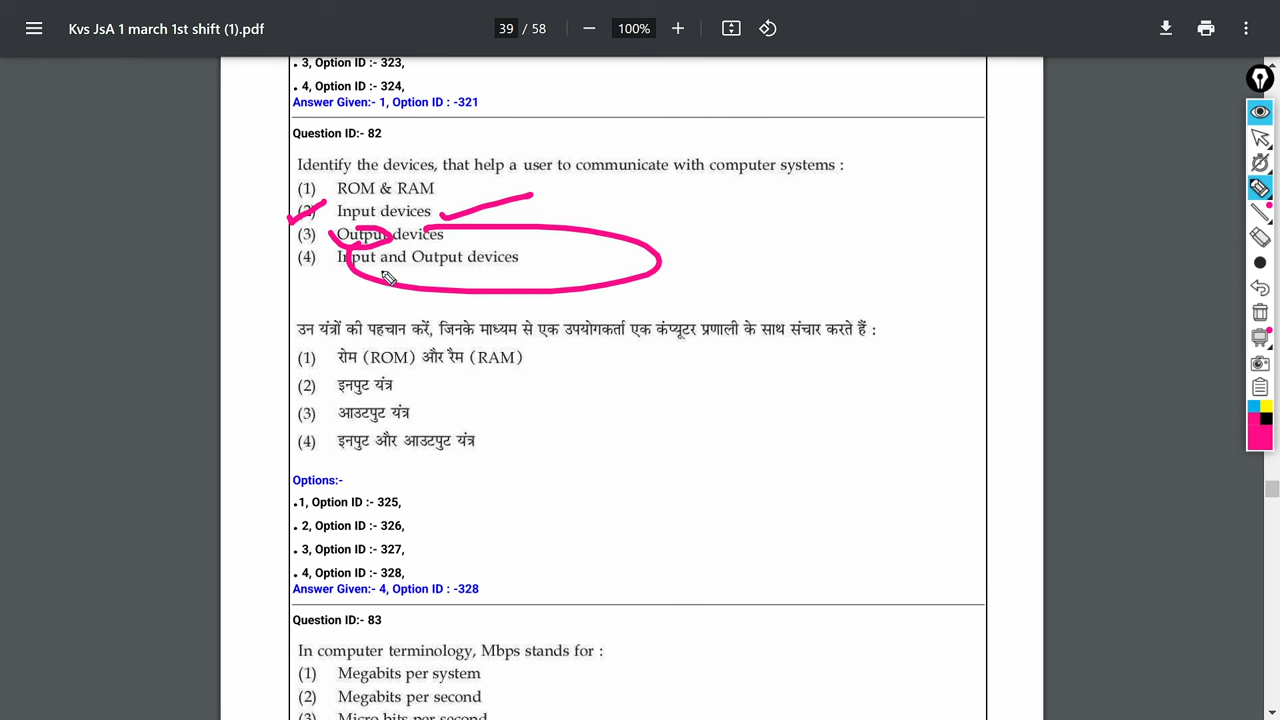 Kvs JsA 1 march 1st shift (1).pdf
39 / 58
100%
. 3, Option ID :- 323,
. 4, Option ID :- 324,
Answer Given:- 1, Option ID : -321
Question ID:- 82
Identify the devices, that help a user to communicate with computer systems :
(1) ROM & RAM
(2) Input devices
(3) Output devices
(4) Input and Output devices
उन यंत्रों की पहचान करें, जिनके माध्यम से एक उपयोगकर्ता एक कंप्यूटर प्रणाली के साथ संचार करते हैं :
(1) रोम (ROM) और रैम (RAM)
(2) इनपुट यंत्र
(3) आउटपुट यंत्र
(4) इनपुट और आउटपुट यंत्र
Options:-
.1, Option ID :- 325,
. 2, Option ID :- 326,
. 3, Option ID :- 327,
. 4, Option ID :- 328,
Answer Given:- 4, Option ID : -328
Question ID:- 83
In computer terminology, Mbps stands for :
(1) Megabits per system
(2) Megabits per second
(3) Micro bits per second